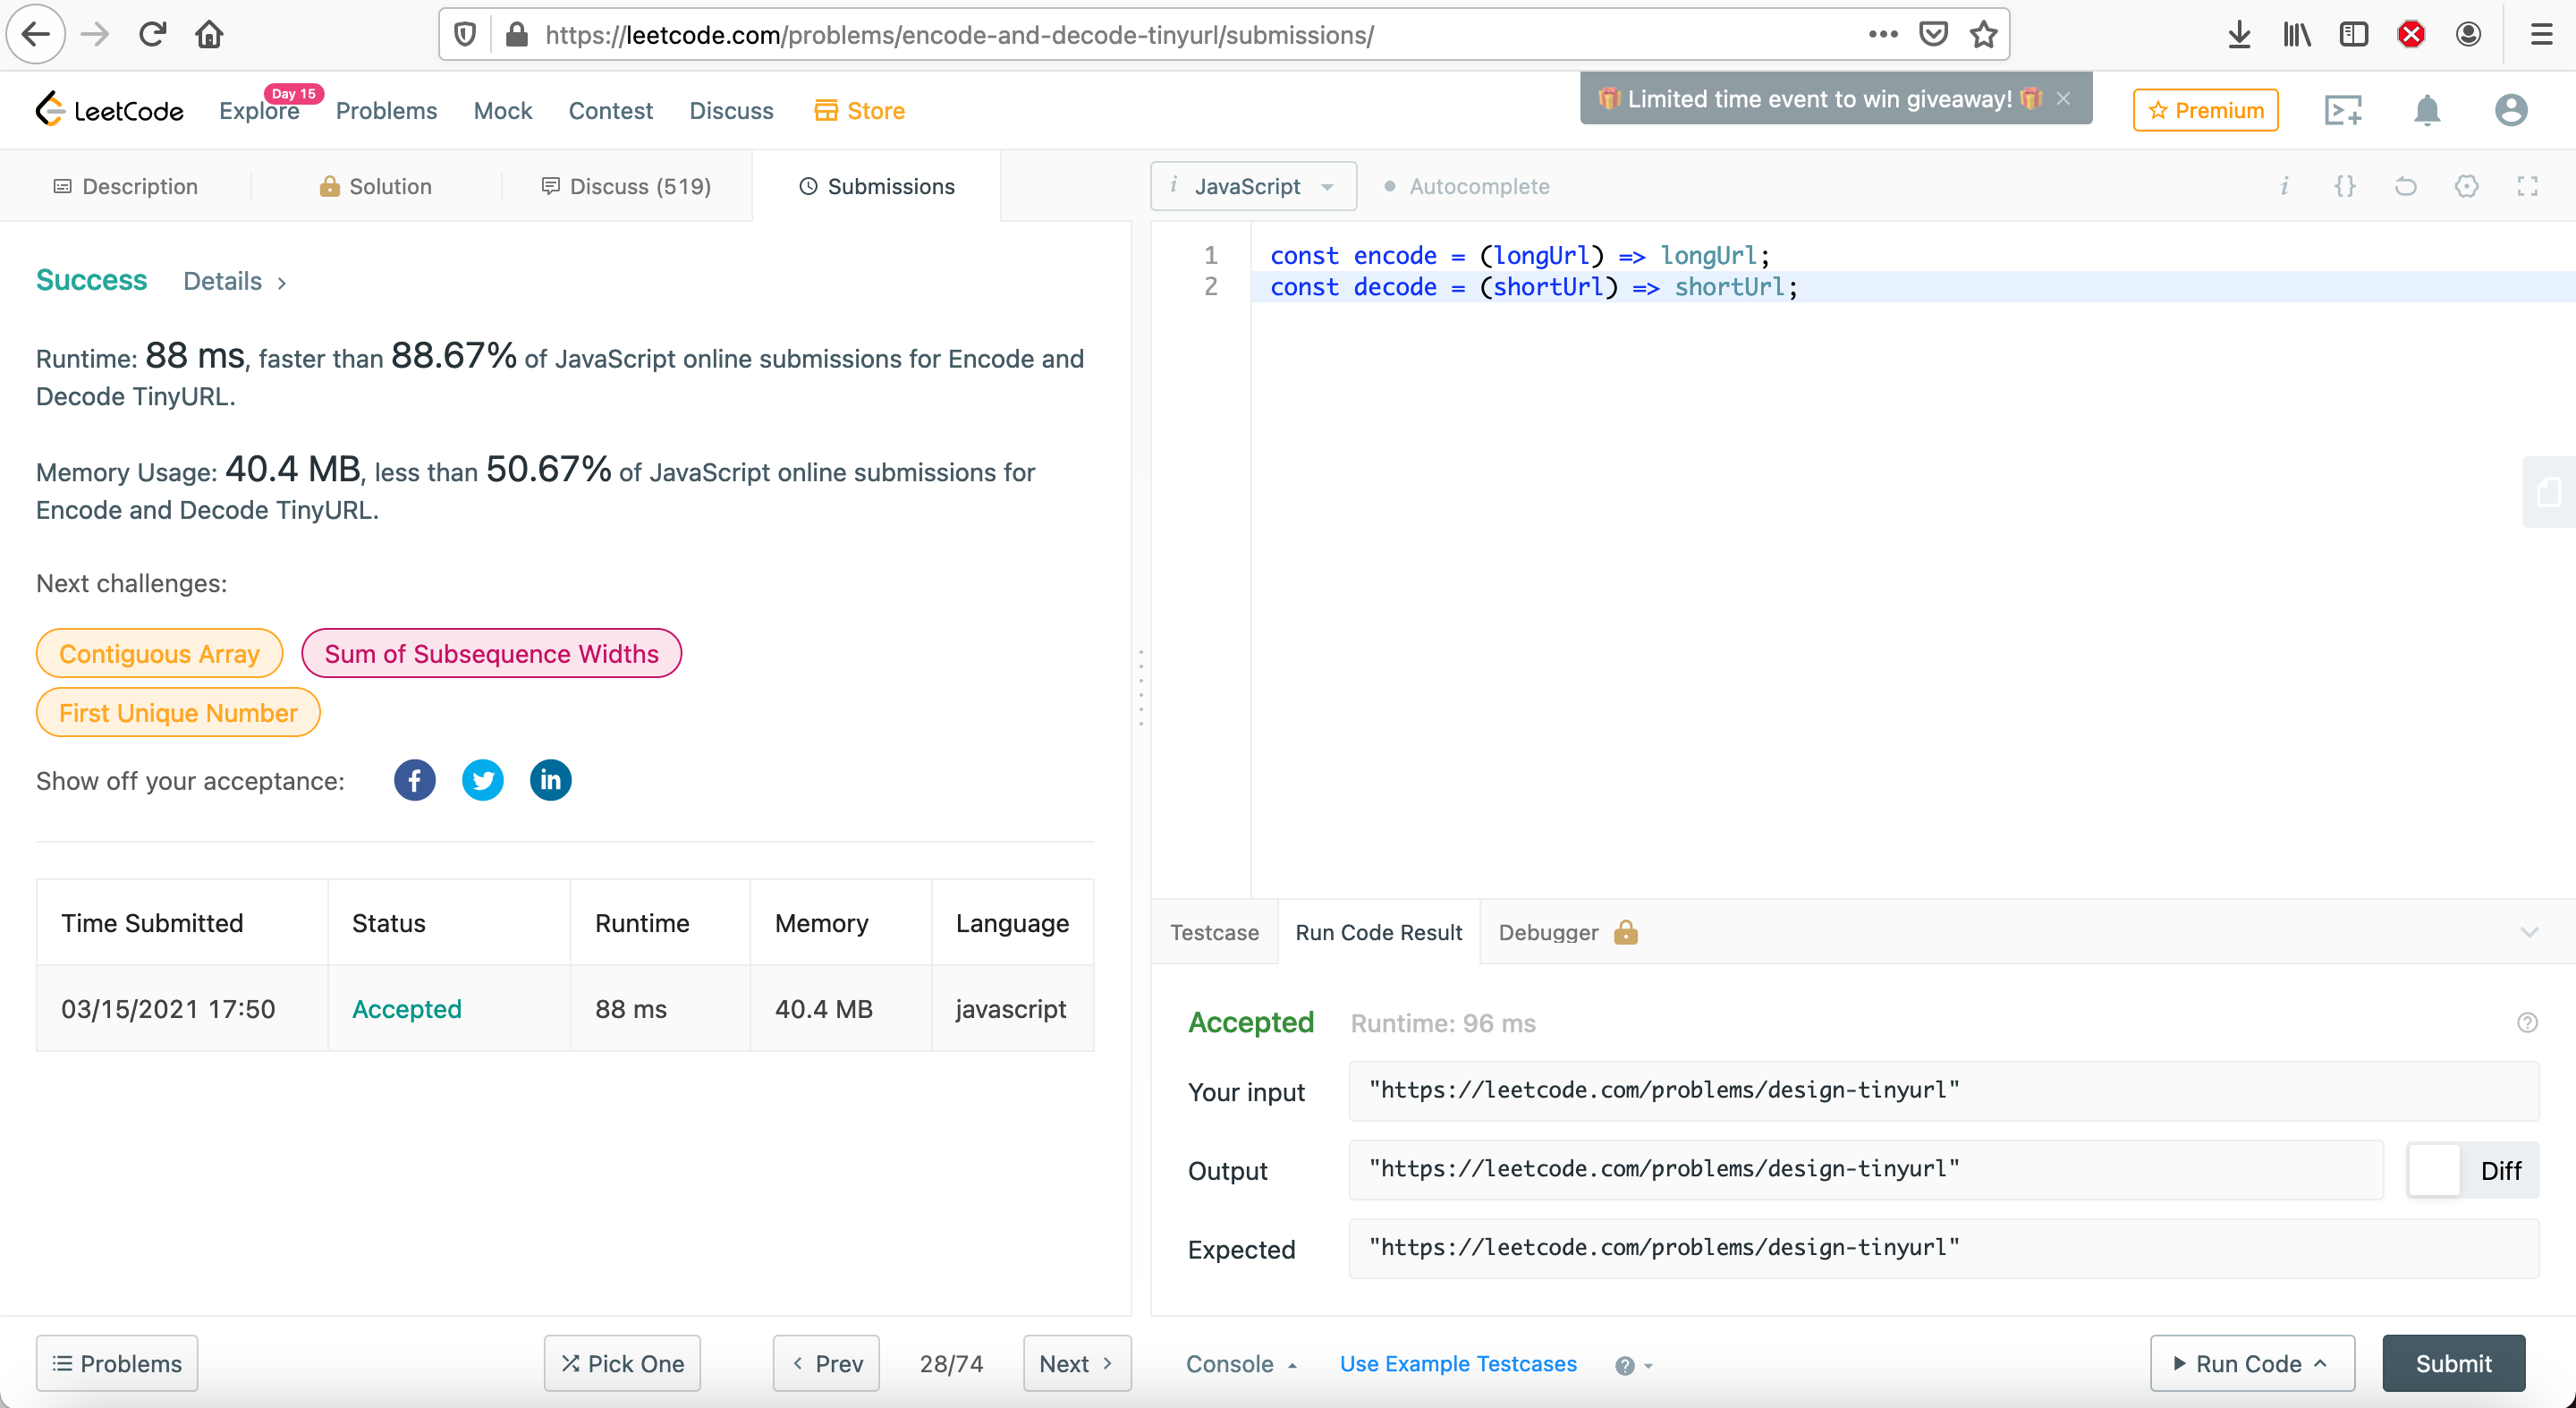 https://leetcode.com/problems/encode-and-decode-tinyurl/submissions/
LeetCode
Explore
Day 15
Problems
Mock
Contest
Discuss
Store
Limited time event to win giveaway!
Premium
Description
Solution
Discuss (519)
Submissions
Success
Details
Runtime: 88 ms, faster than 88.67% of JavaScript online submissions for Encode and
Decode TinyURL.
Memory Usage: 40.4 MB, less than 50.67% of JavaScript online submissions for
Encode and Decode TinyURL.
Next challenges:
Contiguous Array
Sum of Subsequence Widths
First Unique Number
Show off your acceptance:
Time Submitted Status Runtime Memory Language
03/15/2021 17:50 Accepted 88 ms 40.4 MB javascript
Problems
Pick One
Prev
28/74
Next
i JavaScript
Autocomplete
i {}
1 const encode = (longUrl) => longUrl;
2 const decode = (shortUrl) => shortUrl;
Testcase
Run Code Result
Debugger
Accepted
Runtime: 96 ms
Your input
"https://leetcode.com/problems/design-tinyurl"
Output
"https://leetcode.com/problems/design-tinyurl"
Diff
Expected
"https://leetcode.com/problems/design-tinyurl"
Console
Use Example Testcases
Run Code
Submit